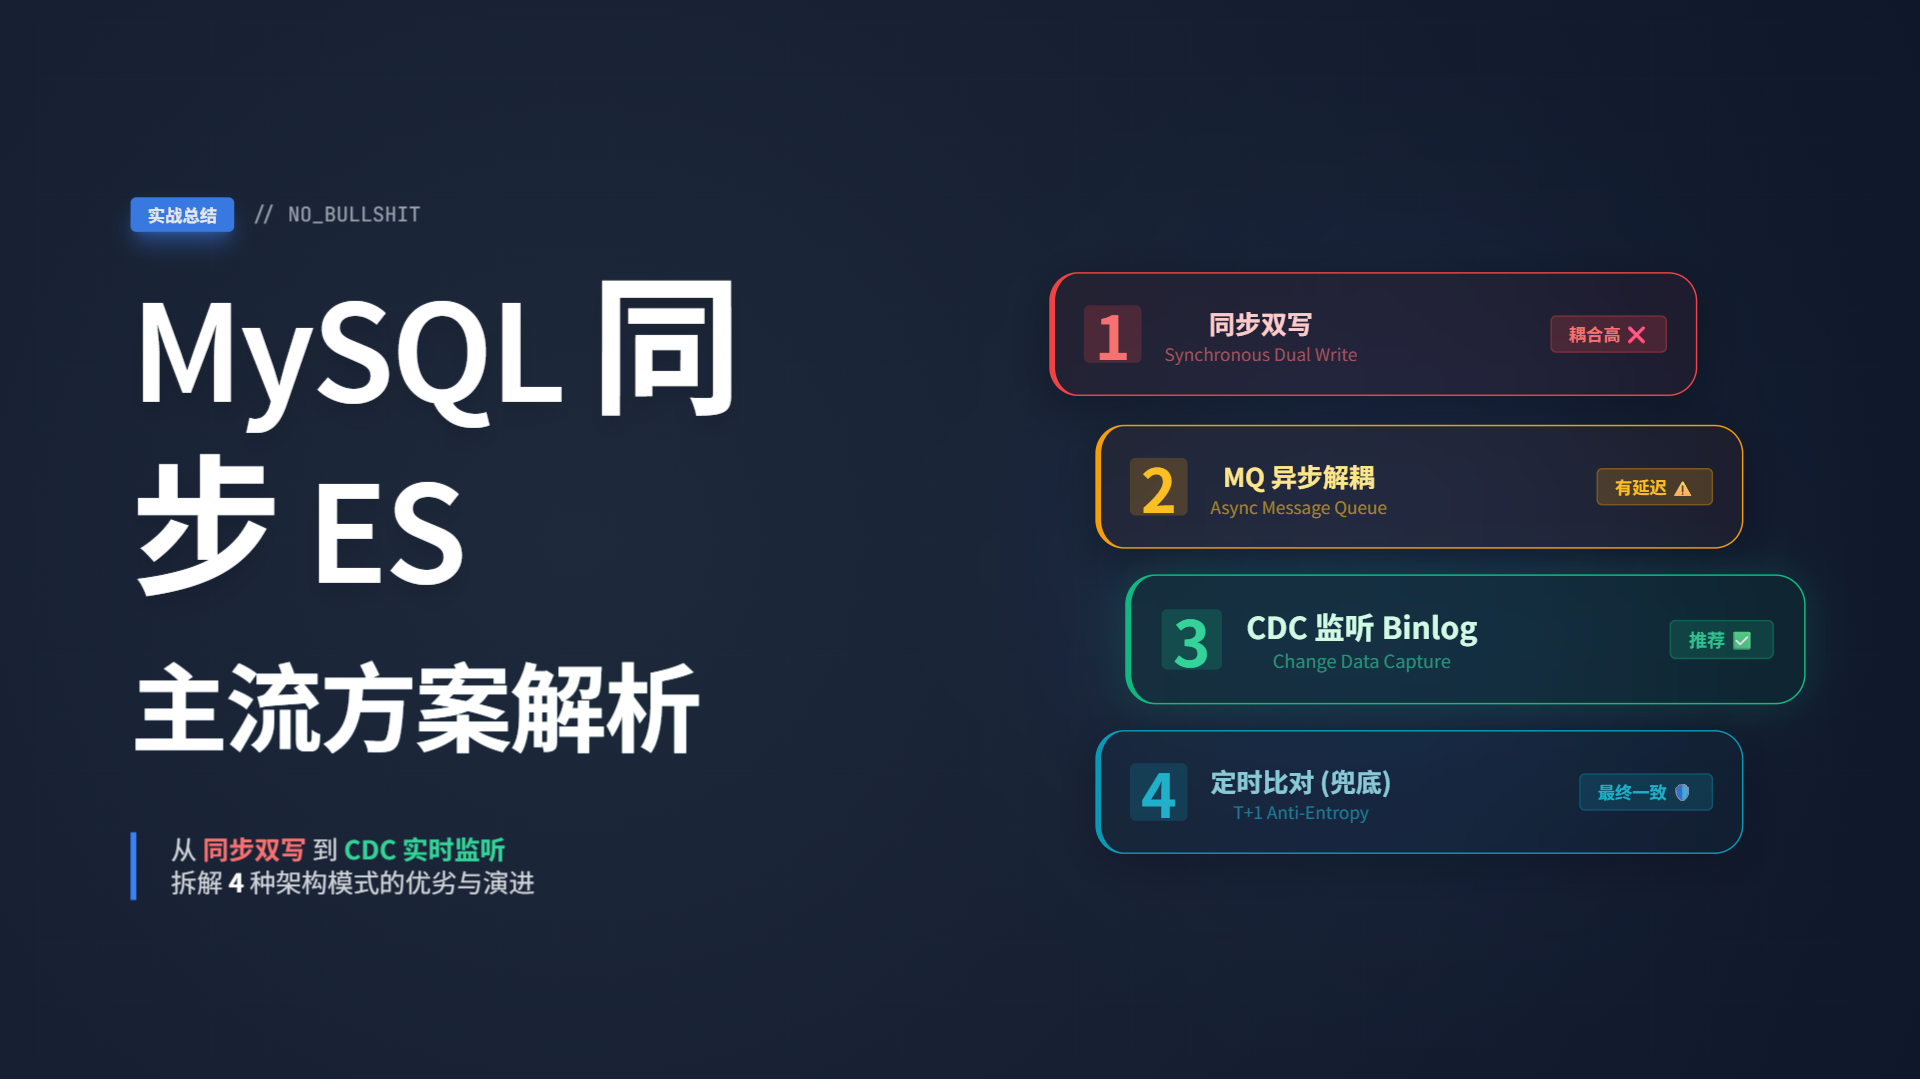 实战总结 // NO_BULLSHIT
MySQL 同
步 ES
主流方案解析
从 同步双写 到 CDC 实时监听
拆解 4 种架构模式的优劣与演进
1
同步双写
Synchronous Dual Write
耦合高 ❌
2
MQ 异步解耦
Async Message Queue
有延迟 ⚠️
3
CDC 监听 Binlog
Change Data Capture
推荐 ✅
4
定时比对 (兜底)
T+1 Anti-Entropy
最终一致 🛡️